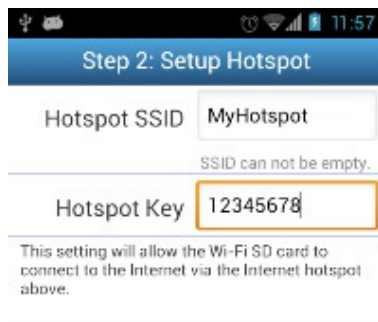 11:57
Step 2: Setup Hotspot
Hotspot SSID MyHotspot
SSID can not be empty.
Hotspot Key 12345678
This setting will allow the Wi-Fi SD card to
connect to the Internet via the Internet hotspot
above.